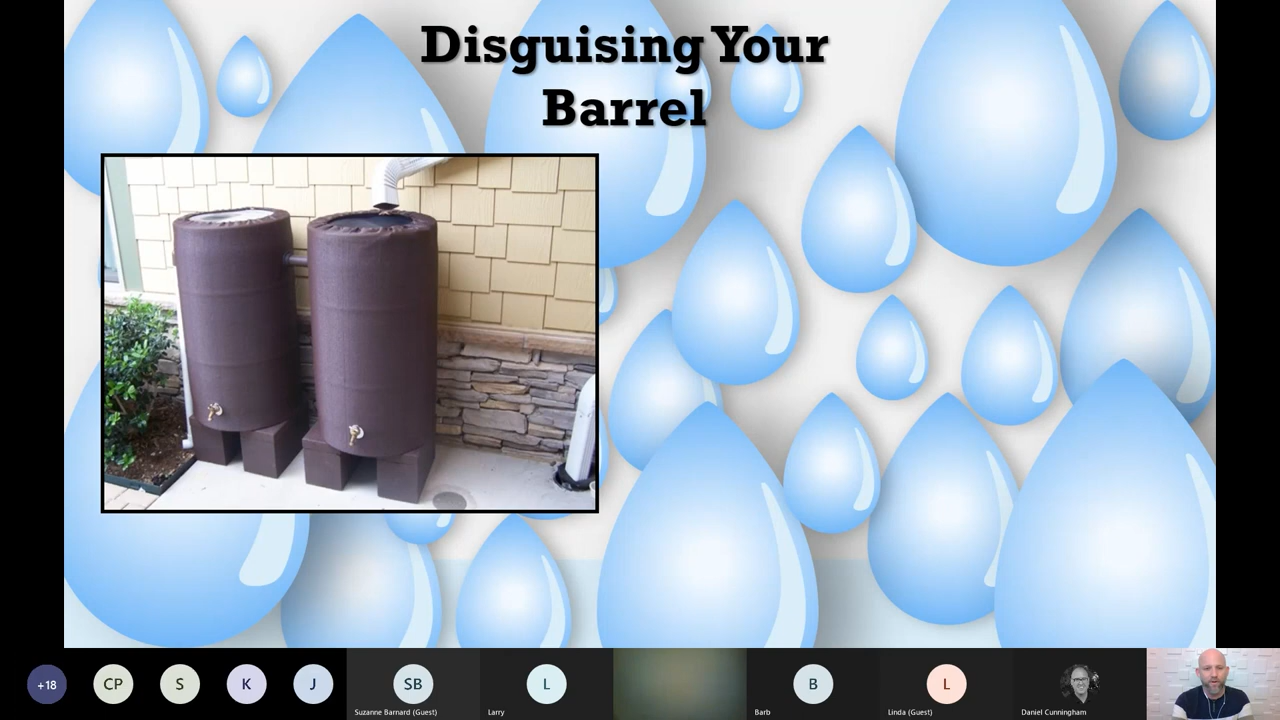 Disguising Your
Barrel
+18
CP
S
K
J
SB
L
B
L
Suzanne Barnard (Guest)
Larry
Barb
Linda (Guest)
Daniel Cunningham